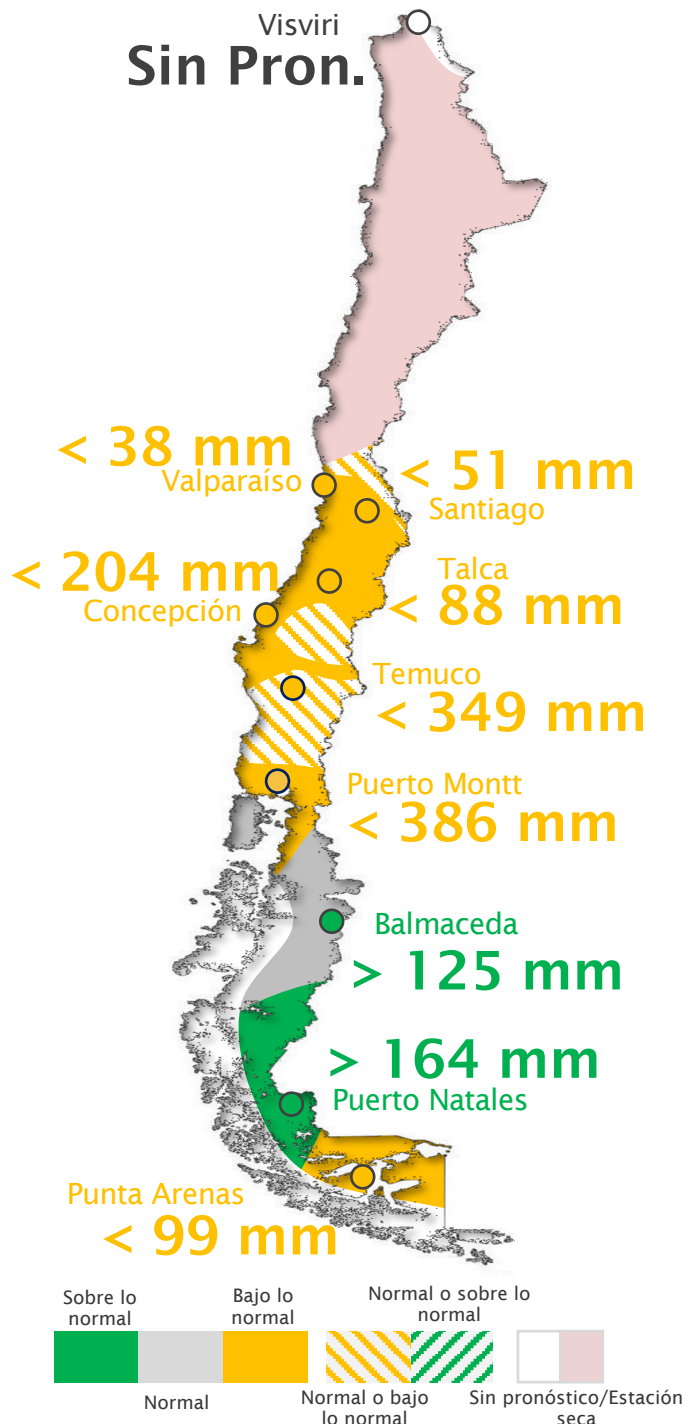 Visviri
Sin Pron.
< 38 mm
Valparaíso
< 51 mm
Santiago
< 204 mm
Concepción
Talca
< 88 mm
Temuco
< 349 mm
Puerto Montt
< 386 mm
Balmaceda
> 125 mm
> 164 mm
Puerto Natales
Punta Arenas
< 99 mm
Sobre lo
normal
Bajo lo
normal
Normal o sobre lo
normal
Normal
Normal o bajo
lo normal
Sin pronóstico/Estación
seca